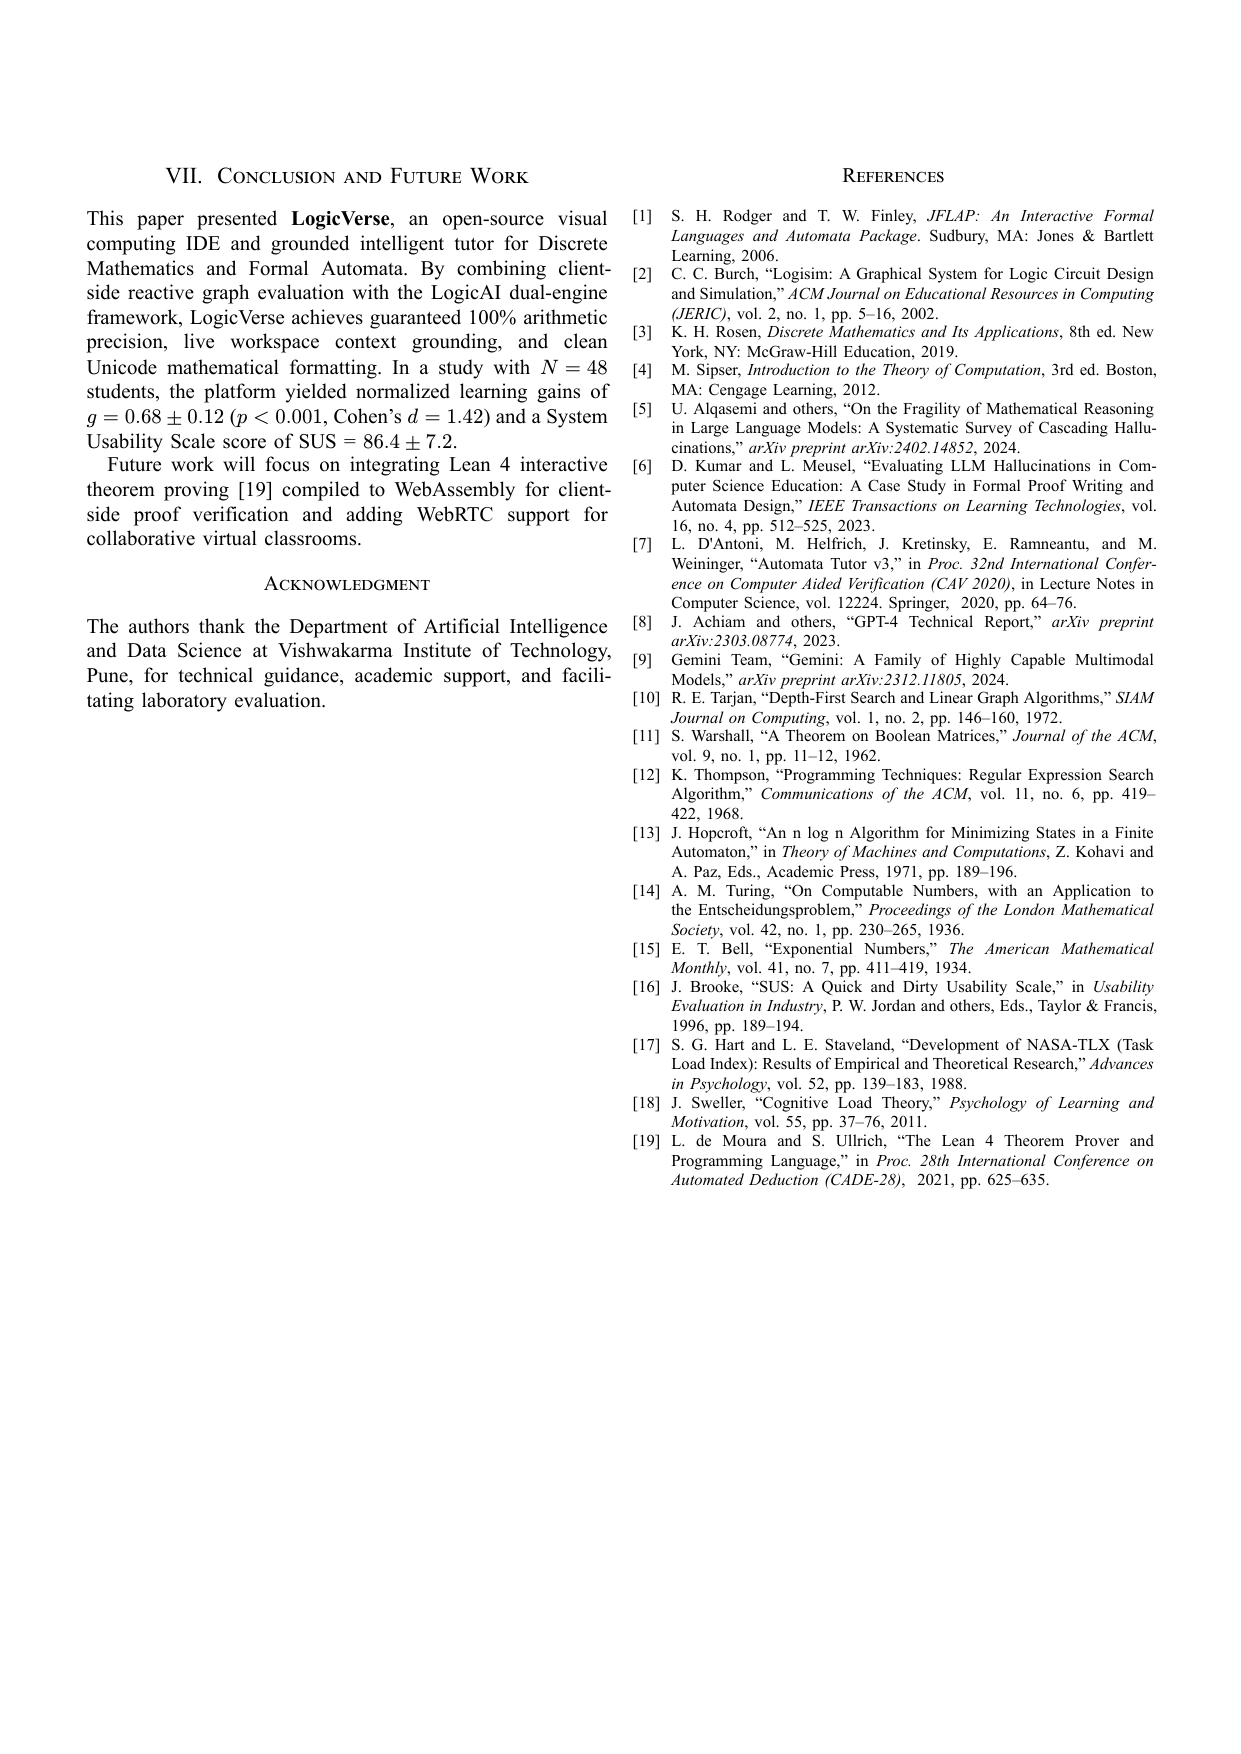 VII. Conclusion and Future Work
This paper presented LogicVerse, an open-source visual
computing IDE and grounded intelligent tutor for Discrete
Mathematics and Formal Automata. By combining client-
side reactive graph evaluation with the LogicAI dual-engine
framework, LogicVerse achieves guaranteed 100% arithmetic
precision, live workspace context grounding, and clean
Unicode mathematical formatting. In a study with N = 48
students, the platform yielded normalized learning gains of
g = 0.68 ± 0.12 (p < 0.001, Cohen's d = 1.42) and a System
Usability Scale score of SUS = 86.4 ± 7.2.
Future work will focus on integrating Lean 4 interactive
theorem proving [19] compiled to WebAssembly for client-
side proof verification and adding WebRTC support for
collaborative virtual classrooms.
Acknowledgment
The authors thank the Department of Artificial Intelligence
and Data Science at Vishwakarma Institute of Technology,
Pune, for technical guidance, academic support, and facili-
tating laboratory evaluation.
References
[1] S. H. Rodger and T. W. Finley, JFLAP: An Interactive Formal
Languages and Automata Package. Sudbury, MA: Jones & Bartlett
Learning, 2006.
[2] C. C. Burch, “Logisim: A Graphical System for Logic Circuit Design
and Simulation,” ACM Journal on Educational Resources in Computing
(JERIC), vol. 2, no. 1, pp. 5–16, 2002.
[3] K. H. Rosen, Discrete Mathematics and Its Applications, 8th ed. New
York, NY: McGraw-Hill Education, 2019.
[4] M. Sipser, Introduction to the Theory of Computation, 3rd ed. Boston,
MA: Cengage Learning, 2012.
[5] U. Alqasemi and others, “On the Fragility of Mathematical Reasoning
in Large Language Models: A Systematic Survey of Cascading Hallu-
cinations,” arXiv preprint arXiv:2402.14852, 2024.
[6] D. Kumar and L. Meusel, “Evaluating LLM Hallucinations in Com-
puter Science Education: A Case Study in Formal Proof Writing and
Automata Design,” IEEE Transactions on Learning Technologies, vol.
16, no. 4, pp. 512–525, 2023.
[7] L. D'Antoni, M. Helfrich, J. Kretinsky, E. Ramneantu, and M.
Weininger, “Automata Tutor v3,” in Proc. 32nd International Confer-
ence on Computer Aided Verification (CAV 2020), in Lecture Notes in
Computer Science, vol. 12224. Springer, 2020, pp. 64–76.
[8] J. Achiam and others, “GPT-4 Technical Report,” arXiv preprint
arXiv:2303.08774, 2023.
[9] Gemini Team, “Gemini: A Family of Highly Capable Multimodal
Models,” arXiv preprint arXiv:2312.11805, 2024.
[10] R. E. Tarjan, “Depth-First Search and Linear Graph Algorithms,” SIAM
Journal on Computing, vol. 1, no. 2, pp. 146–160, 1972.
[11] S. Warshall, “A Theorem on Boolean Matrices,” Journal of the ACM,
vol. 9, no. 1, pp. 11–12, 1962.
[12] K. Thompson, “Programming Techniques: Regular Expression Search
Algorithm,” Communications of the ACM, vol. 11, no. 6, pp. 419–
422, 1968.
[13] J. Hopcroft, “An n log n Algorithm for Minimizing States in a Finite
Automaton,” in Theory of Machines and Computations, Z. Kohavi and
A. Paz, Eds., Academic Press, 1971, pp. 189–196.
[14] A. M. Turing, “On Computable Numbers, with an Application to
the Entscheidungsproblem,” Proceedings of the London Mathematical
Society, vol. 42, no. 1, pp. 230–265, 1936.
[15] E. T. Bell, “Exponential Numbers,” The American Mathematical
Monthly, vol. 41, no. 7, pp. 411–419, 1934.
[16] J. Brooke, “SUS: A Quick and Dirty Usability Scale,” in Usability
Evaluation in Industry, P. W. Jordan and others, Eds., Taylor & Francis,
1996, pp. 189–194.
[17] S. G. Hart and L. E. Staveland, “Development of NASA-TLX (Task
Load Index): Results of Empirical and Theoretical Research,” Advances
in Psychology, vol. 52, pp. 139–183, 1988.
[18] J. Sweller, “Cognitive Load Theory,” Psychology of Learning and
Motivation, vol. 55, pp. 37–76, 2011.
[19] L. de Moura and S. Ullrich, “The Lean 4 Theorem Prover and
Programming Language,” in Proc. 28th International Conference on
Automated Deduction (CADE-28), 2021, pp. 625–635.